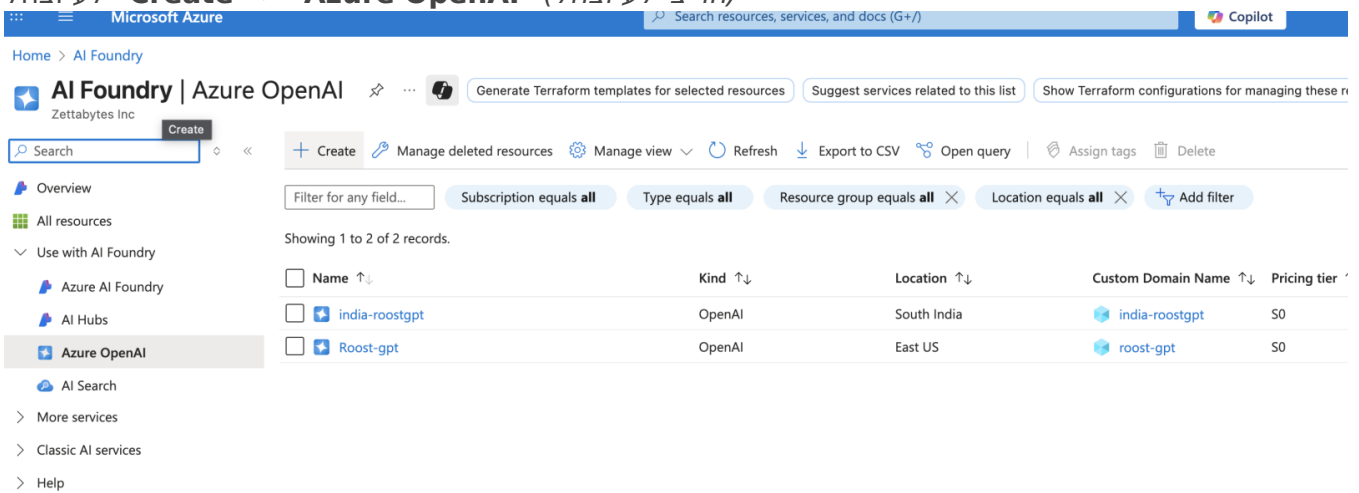 Create Azure OpenAI
Microsoft Azure
Search resources, services, and docs (G+/)
Copilot
Home > AI Foundry
AI Foundry | Azure OpenAI
Generate Terraform templates for selected resources
Suggest services related to this list
Show Terraform configurations for managing these re
Zettabytes Inc
Create
Search
Create
Manage deleted resources
Manage view
Refresh
Export to CSV
Open query
Assign tags
Delete
Overview
All resources
Use with AI Foundry
Azure AI Foundry
AI Hubs
Azure OpenAI
AI Search
More services
Classic AI services
Help
Filter for any field...
Subscription equals all
Type equals all
Resource group equals all
Location equals all
Add filter
Showing 1 to 2 of 2 records.
Name Kind Location Custom Domain Name Pricing tier
india-roostgpt OpenAI South India india-roostgpt S0
Roost-gpt OpenAI East US roost-gpt S0